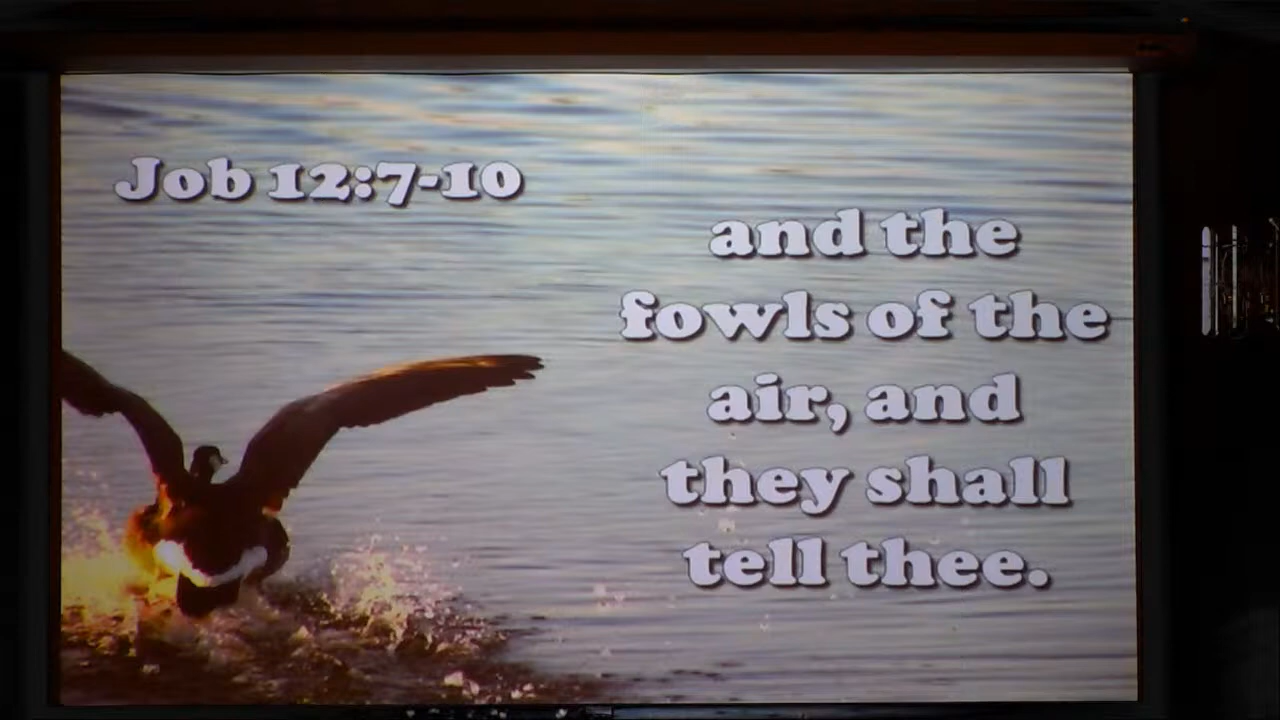 Job 12:7-10
and the
fowls of the
air, and
they shall
tell thee.